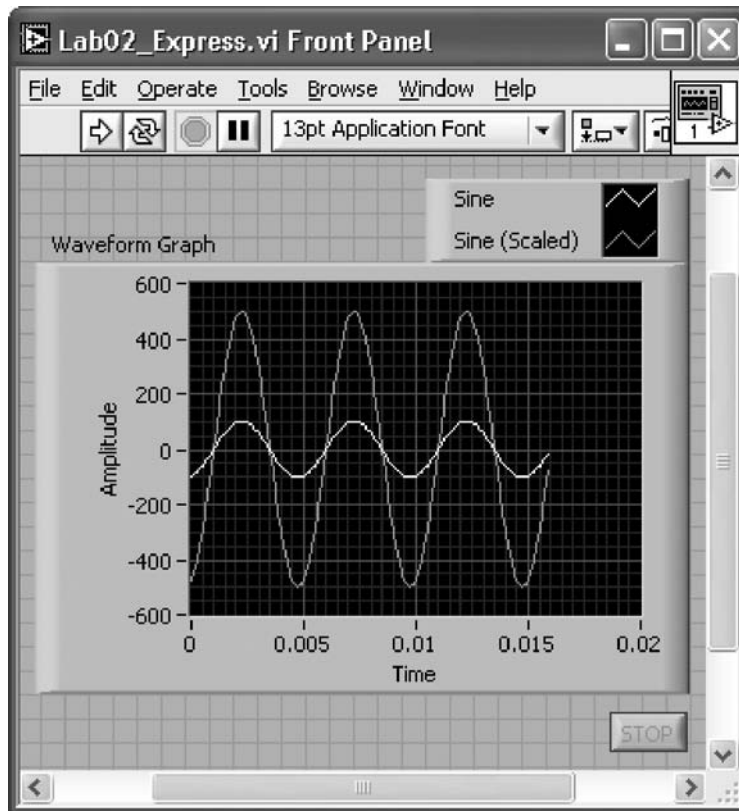 Lab02_Express.vi Front Panel
File Edit Operate Tools Browse Window Help
13pt Application Font
1
Sine
Sine (Scaled)
Waveform Graph
600
400
200
0
-200
-400
-600
Amplitude
0 0.005 0.01 0.015 0.02
Time
STOP